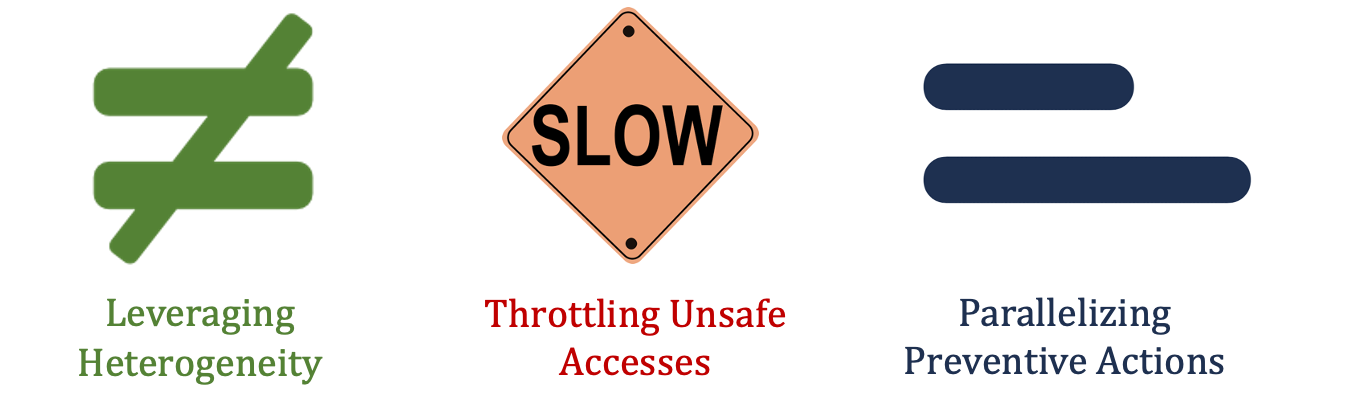 SLOW
Leveraging
Heterogeneity
Throttling Unsafe
Accesses
Parallelizing
Preventive Actions